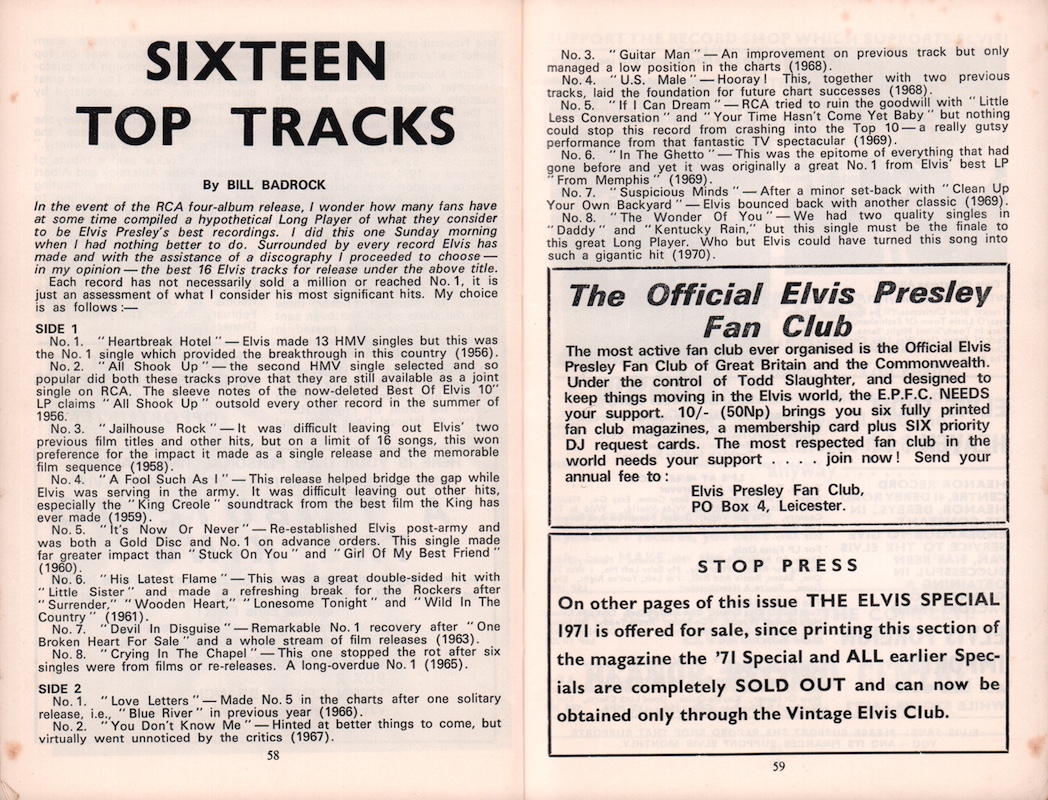 SIXTEEN
TOP TRACKS
By BILL BADROCK
In the event of the RCA four-album release, I wonder how many fans have
at some time compiled a hypothetical Long Player of what they consider
to be Elvis Presley's best recordings. I did this one Sunday morning
when I had nothing better to do. Surrounded by every record Elvis has
made and with the assistance of a discography I proceeded to choose —
in my opinion — the best 16 Elvis tracks for release under the above title.
Each record has not necessarily sold a million or reached No. 1, it is
just an assessment of what I consider his most significant hits. My choice
is as follows :—
SIDE 1
No. 1. "Heartbreak Hotel" — Elvis made 13 HMV singles but this was
the No. 1 single which provided the breakthrough in this country (1956).
No. 2. "All Shook Up" — the second HMV single selected and so
popular did both these tracks prove that they are still available as a joint
single on RCA. The sleeve notes of the now-deleted Best Of Elvis 10"
LP claims "All Shook Up" outsold every other record in the summer of
1956.
No. 3. "Jailhouse Rock" — It was difficult leaving out Elvis' two
previous film titles and other hits, but on a limit of 16 songs, this won
preference for the impact it made as a single release and the memorable
film sequence (1958).
No. 4. "A Fool Such As I" — This release helped bridge the gap while
Elvis was serving in the army. It was difficult leaving out other hits,
especially the "King Creole" soundtrack from the best film the King has
ever made (1959).
No. 5. "It's Now Or Never" — Re-established Elvis post-army and
was both a Gold Disc and No. 1 on advance orders. This single made
far greater impact than "Stuck On You" and "Girl Of My Best Friend"
(1960).
No. 6. "His Latest Flame" — This was a great double-sided hit with
"Little Sister" and made a refreshing break for the Rockers after
"Surrender," "Wooden Heart," "Lonesome Tonight" and "Wild In The
Country" (1961).
No. 7. "Devil In Disguise" — Remarkable No. 1 recovery after "One
Broken Heart For Sale" and a whole stream of film releases (1963).
No. 8. "Crying In The Chapel" — This one stopped the rot after six
singles were from films or re-releases. A long-overdue No. 1 (1965).
SIDE 2
No. 1. "Love Letters" — Made No. 5 in the charts after one solitary
release, i.e., "Blue River" in previous year (1966).
No. 2. "You Don't Know Me" — Hinted at better things to come, but
virtually went unnoticed by the critics (1967).
58
No. 3. "Guitar Man" — An improvement on previous track but only
managed a low position in the charts (1968).
No. 4. "U.S. Male" — Hooray! This, together with two previous
tracks, laid the foundation for future chart successes (1968).
No. 5. "If I Can Dream" — RCA tried to ruin the goodwill with "Little
Less Conversation" and "Your Time Hasn't Come Yet Baby" but nothing
could stop this record from crashing into the Top 10 — a really gutsy
performance from that fantastic TV spectacular (1969).
No. 6. "In The Ghetto" — This was the epitome of everything that had
gone before and yet it was originally a great No. 1 from Elvis' best LP
"From Memphis" (1969).
No. 7. "Suspicious Minds" — After a minor set-back with "Clean Up
Your Own Backyard" — Elvis bounced back with another classic (1969).
No. 8. "The Wonder Of You" — We had two quality singles in
"Daddy" and "Kentucky Rain," but this single must be the finale to
this great Long Player. Who but Elvis could have turned this song into
such a gigantic hit (1970).
The Official Elvis Presley
Fan Club
The most active fan club ever organised is the Official Elvis
Presley Fan Club of Great Britain and the Commonwealth.
Under the control of Todd Slaughter, and designed to
keep things moving in the Elvis world, the E.P.F.C. NEEDS
your support. 10/- (50Np) brings you six fully printed
fan club magazines, a membership card plus SIX priority
DJ request cards. The most respected fan club in the
world needs your support . . . . join now! Send your
annual fee to :
Elvis Presley Fan Club,
PO Box 4, Leicester.
STOP PRESS
On other pages of this issue THE ELVIS SPECIAL
1971 is offered for sale, since printing this section of
the magazine the '71 Special and ALL earlier Spec-
ials are completely SOLD OUT and can now be
obtained only through the Vintage Elvis Club.
59